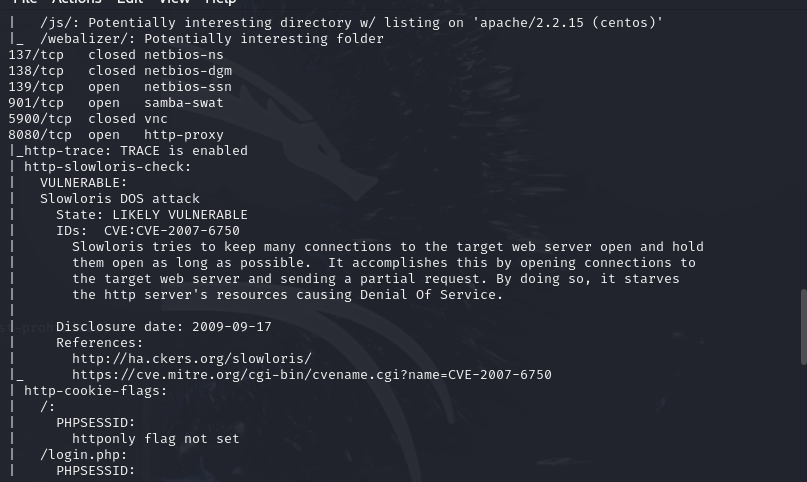 File Actions Edit View Help
|   /js/: Potentially interesting directory w/ listing on 'apache/2.2.15 (centos)'
|_  /webalizer/: Potentially interesting folder
137/tcp   closed netbios-ns
138/tcp   closed netbios-dgm
139/tcp   open   netbios-ssn
901/tcp   open   samba-swat
5900/tcp  closed vnc
8080/tcp  open   http-proxy
|_http-trace: TRACE is enabled
| http-slowloris-check:
|   VULNERABLE:
|   Slowloris DOS attack
|     State: LIKELY VULNERABLE
|     IDs:  CVE:CVE-2007-6750
|       Slowloris tries to keep many connections to the target web server open and hold
|       them open as long as possible.  It accomplishes this by opening connections to
|       the target web server and sending a partial request. By doing so, it starves
|       the http server's resources causing Denial Of Service.
|
|     Disclosure date: 2009-09-17
|     References:
|       http://ha.ckers.org/slowloris/
|_      https://cve.mitre.org/cgi-bin/cvename.cgi?name=CVE-2007-6750
| http-cookie-flags:
|   /:
|     PHPSESSID:
|       httponly flag not set
|   /login.php:
|     PHPSESSID: